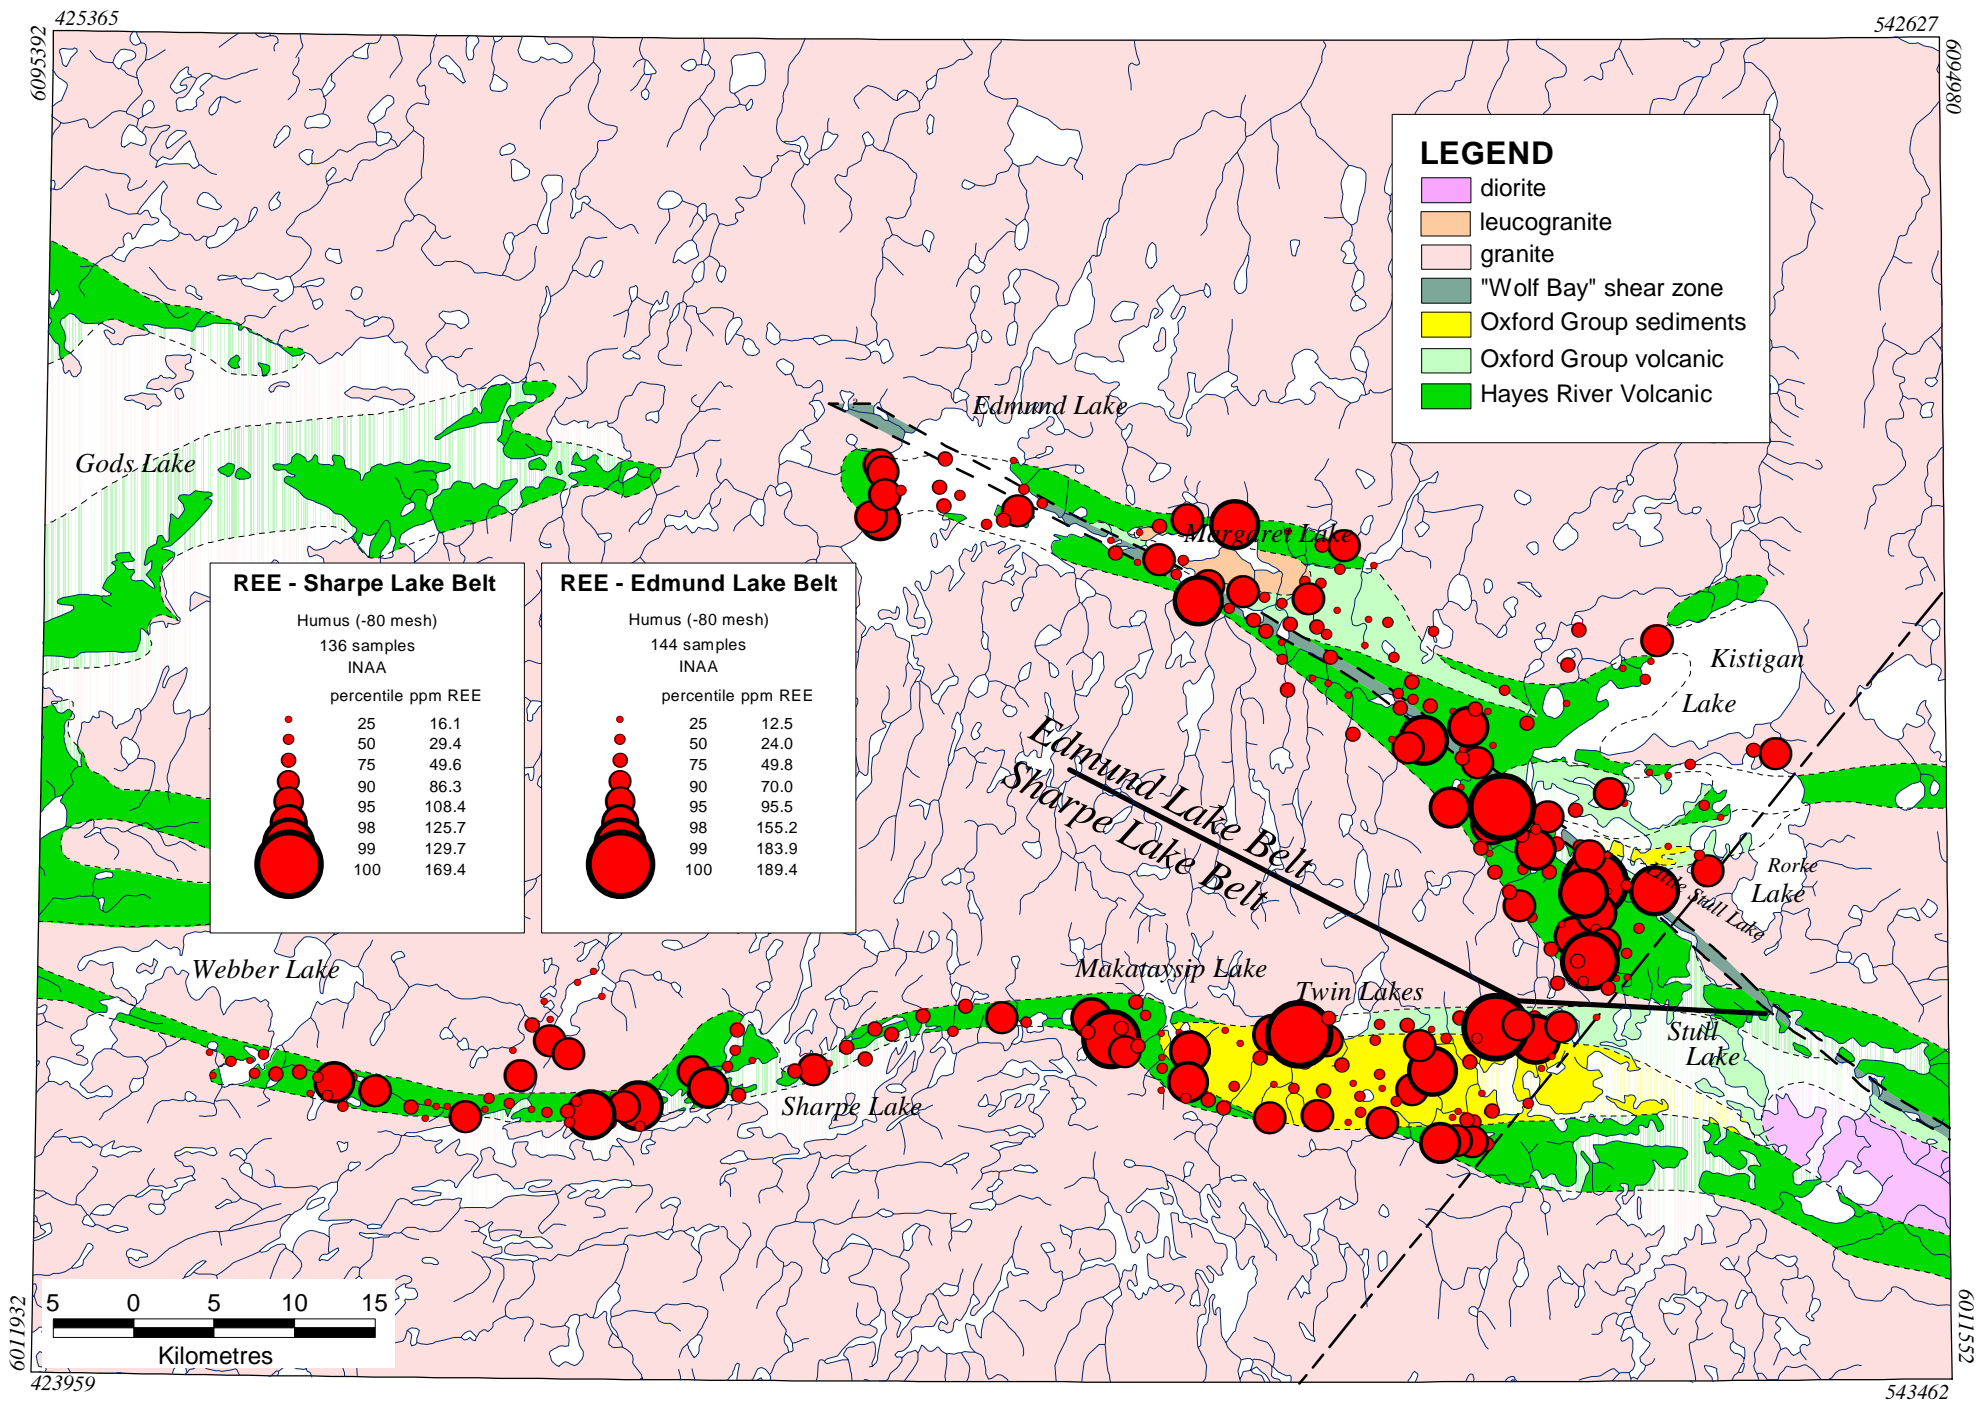 425365
542627
6095392
6094980
LEGEND
diorite
leucogranite
granite
"Wolf Bay" shear zone
Oxford Group sediments
Oxford Group volcanic
Hayes River Volcanic
Edmund Lake
Gods Lake
Margaret Lake
Kistigan
Lake
REE - Sharpe Lake Belt
Humus (-80 mesh)
136 samples
INAA
percentile ppm REE
25 16.1
50 29.4
75 49.6
90 86.3
95 108.4
98 125.7
99 129.7
100 169.4
REE - Edmund Lake Belt
Humus (-80 mesh)
144 samples
INAA
percentile ppm REE
25 12.5
50 24.0
75 49.8
90 70.0
95 95.5
98 155.2
99 183.9
100 189.4
Edmund Lake Belt
Sharpe Lake Belt
Rorke
Lake
Little Stull Lake
Webber Lake
Makataysip Lake
Twin Lakes
Stull
Lake
Sharpe Lake
5 0 5 10 15
Kilometres
6011932
6011552
423959
543462